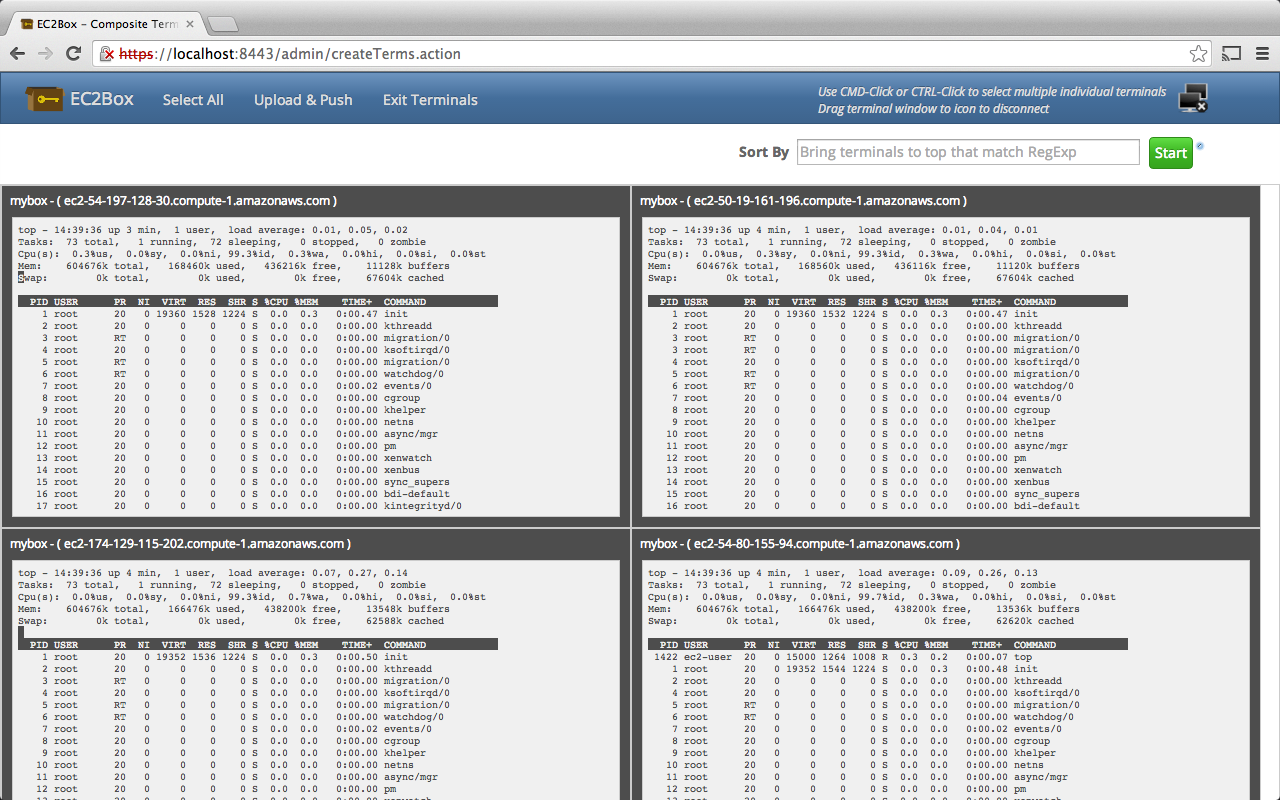 EC2Box – Composite Term
https://localhost:8443/admin/createTerms.action
EC2Box Select All Upload & Push Exit Terminals
Use CMD-Click or CTRL-Click to select multiple individual terminals
Drag terminal window to icon to disconnect
Sort By Bring terminals to top that match RegExp Start
mybox - ( ec2-54-197-128-30.compute-1.amazonaws.com )
top - 14:39:36 up 3 min, 1 user, load average: 0.01, 0.05, 0.02
Tasks: 73 total, 1 running, 72 sleeping, 0 stopped, 0 zombie
Cpu(s): 0.3%us, 0.0%sy, 0.0%ni, 99.3%id, 0.3%wa, 0.0%hi, 0.0%si, 0.0%st
Mem: 604676k total, 168460k used, 436216k free, 11128k buffers
Swap: 0k total, 0k used, 0k free, 67604k cached
PID USER PR NI VIRT RES SHR S %CPU %MEM TIME+ COMMAND
1 root 20 0 19360 1528 1224 S 0.0 0.3 0:00.47 init
2 root 20 0 0 0 0 S 0.0 0.0 0:00.00 kthreadd
3 root RT 0 0 0 0 S 0.0 0.0 0:00.00 migration/0
4 root 20 0 0 0 0 S 0.0 0.0 0:00.00 ksoftirqd/0
5 root RT 0 0 0 0 S 0.0 0.0 0:00.00 migration/0
6 root RT 0 0 0 0 S 0.0 0.0 0:00.00 watchdog/0
7 root 20 0 0 0 0 S 0.0 0.0 0:00.02 events/0
8 root 20 0 0 0 0 S 0.0 0.0 0:00.00 cgroup
9 root 20 0 0 0 0 S 0.0 0.0 0:00.00 khelper
10 root 20 0 0 0 0 S 0.0 0.0 0:00.00 netns
11 root 20 0 0 0 0 S 0.0 0.0 0:00.00 async/mgr
12 root 20 0 0 0 0 S 0.0 0.0 0:00.00 pm
13 root 20 0 0 0 0 S 0.0 0.0 0:00.00 xenwatch
14 root 20 0 0 0 0 S 0.0 0.0 0:00.00 xenbus
15 root 20 0 0 0 0 S 0.0 0.0 0:00.00 sync_supers
16 root 20 0 0 0 0 S 0.0 0.0 0:00.00 bdi-default
17 root 20 0 0 0 0 S 0.0 0.0 0:00.00 kintegrityd/0
mybox - ( ec2-50-19-161-196.compute-1.amazonaws.com )
top - 14:39:36 up 4 min, 1 user, load average: 0.01, 0.04, 0.01
Tasks: 73 total, 1 running, 72 sleeping, 0 stopped, 0 zombie
Cpu(s): 0.0%us, 0.3%sy, 0.0%ni, 99.3%id, 0.3%wa, 0.0%hi, 0.0%si, 0.0%st
Mem: 604676k total, 168560k used, 436116k free, 11120k buffers
Swap: 0k total, 0k used, 0k free, 67604k cached
PID USER PR NI VIRT RES SHR S %CPU %MEM TIME+ COMMAND
1 root 20 0 19360 1532 1224 S 0.0 0.3 0:00.47 init
2 root 20 0 0 0 0 S 0.0 0.0 0:00.00 kthreadd
3 root RT 0 0 0 0 S 0.0 0.0 0:00.00 migration/0
3 root RT 0 0 0 0 S 0.0 0.0 0:00.00 migration/0
4 root 20 0 0 0 0 S 0.0 0.0 0:00.00 ksoftirqd/0
5 root RT 0 0 0 0 S 0.0 0.0 0:00.00 migration/0
6 root RT 0 0 0 0 S 0.0 0.0 0:00.00 watchdog/0
7 root 20 0 0 0 0 S 0.0 0.0 0:00.04 events/0
8 root 20 0 0 0 0 S 0.0 0.0 0:00.00 cgroup
9 root 20 0 0 0 0 S 0.0 0.0 0:00.00 khelper
10 root 20 0 0 0 0 S 0.0 0.0 0:00.00 netns
11 root 20 0 0 0 0 S 0.0 0.0 0:00.00 async/mgr
12 root 20 0 0 0 0 S 0.0 0.0 0:00.00 pm
13 root 20 0 0 0 0 S 0.0 0.0 0:00.00 xenwatch
14 root 20 0 0 0 0 S 0.0 0.0 0:00.00 xenbus
15 root 20 0 0 0 0 S 0.0 0.0 0:00.00 sync_supers
16 root 20 0 0 0 0 S 0.0 0.0 0:00.00 bdi-default
mybox - ( ec2-174-129-115-202.compute-1.amazonaws.com )
top - 14:39:36 up 4 min, 1 user, load average: 0.07, 0.27, 0.14
Tasks: 73 total, 1 running, 72 sleeping, 0 stopped, 0 zombie
Cpu(s): 0.0%us, 0.0%sy, 0.0%ni, 99.3%id, 0.7%wa, 0.0%hi, 0.0%si, 0.0%st
Mem: 604676k total, 166476k used, 438200k free, 13548k buffers
Swap: 0k total, 0k used, 0k free, 62588k cached
PID USER PR NI VIRT RES SHR S %CPU %MEM TIME+ COMMAND
1 root 20 0 19352 1536 1224 S 0.0 0.3 0:00.50 init
2 root 20 0 0 0 0 S 0.0 0.0 0:00.00 kthreadd
3 root RT 0 0 0 0 S 0.0 0.0 0:00.00 migration/0
4 root 20 0 0 0 0 S 0.0 0.0 0:00.00 ksoftirqd/0
5 root RT 0 0 0 0 S 0.0 0.0 0:00.00 migration/0
6 root RT 0 0 0 0 S 0.0 0.0 0:00.00 watchdog/0
7 root 20 0 0 0 0 S 0.0 0.0 0:00.02 events/0
8 root 20 0 0 0 0 S 0.0 0.0 0:00.00 cgroup
9 root 20 0 0 0 0 S 0.0 0.0 0:00.00 khelper
10 root 20 0 0 0 0 S 0.0 0.0 0:00.00 netns
11 root 20 0 0 0 0 S 0.0 0.0 0:00.00 async/mgr
12 root 20 0 0 0 0 S 0.0 0.0 0:00.00 pm
mybox - ( ec2-54-80-155-94.compute-1.amazonaws.com )
top - 14:39:36 up 4 min, 1 user, load average: 0.09, 0.26, 0.13
Tasks: 73 total, 1 running, 72 sleeping, 0 stopped, 0 zombie
Cpu(s): 0.0%us, 0.0%sy, 0.0%ni, 99.7%id, 0.3%wa, 0.0%hi, 0.0%si, 0.0%st
Mem: 604676k total, 166476k used, 438200k free, 13536k buffers
Swap: 0k total, 0k used, 0k free, 62620k cached
PID USER PR NI VIRT RES SHR S %CPU %MEM TIME+ COMMAND
1422 ec2-user 20 0 15000 1264 1008 R 0.3 0.2 0:00.07 top
1 root 20 0 19352 1544 1224 S 0.0 0.3 0:00.48 init
2 root 20 0 0 0 0 S 0.0 0.0 0:00.00 kthreadd
4 root 20 0 0 0 0 S 0.0 0.0 0:00.00 ksoftirqd/0
5 root RT 0 0 0 0 S 0.0 0.0 0:00.00 migration/0
6 root RT 0 0 0 0 S 0.0 0.0 0:00.00 watchdog/0
7 root 20 0 0 0 0 S 0.0 0.0 0:00.02 events/0
8 root 20 0 0 0 0 S 0.0 0.0 0:00.00 cgroup
9 root 20 0 0 0 0 S 0.0 0.0 0:00.00 khelper
10 root 20 0 0 0 0 S 0.0 0.0 0:00.00 netns
11 root 20 0 0 0 0 S 0.0 0.0 0:00.00 async/mgr
12 root 20 0 0 0 0 S 0.0 0.0 0:00.00 pm